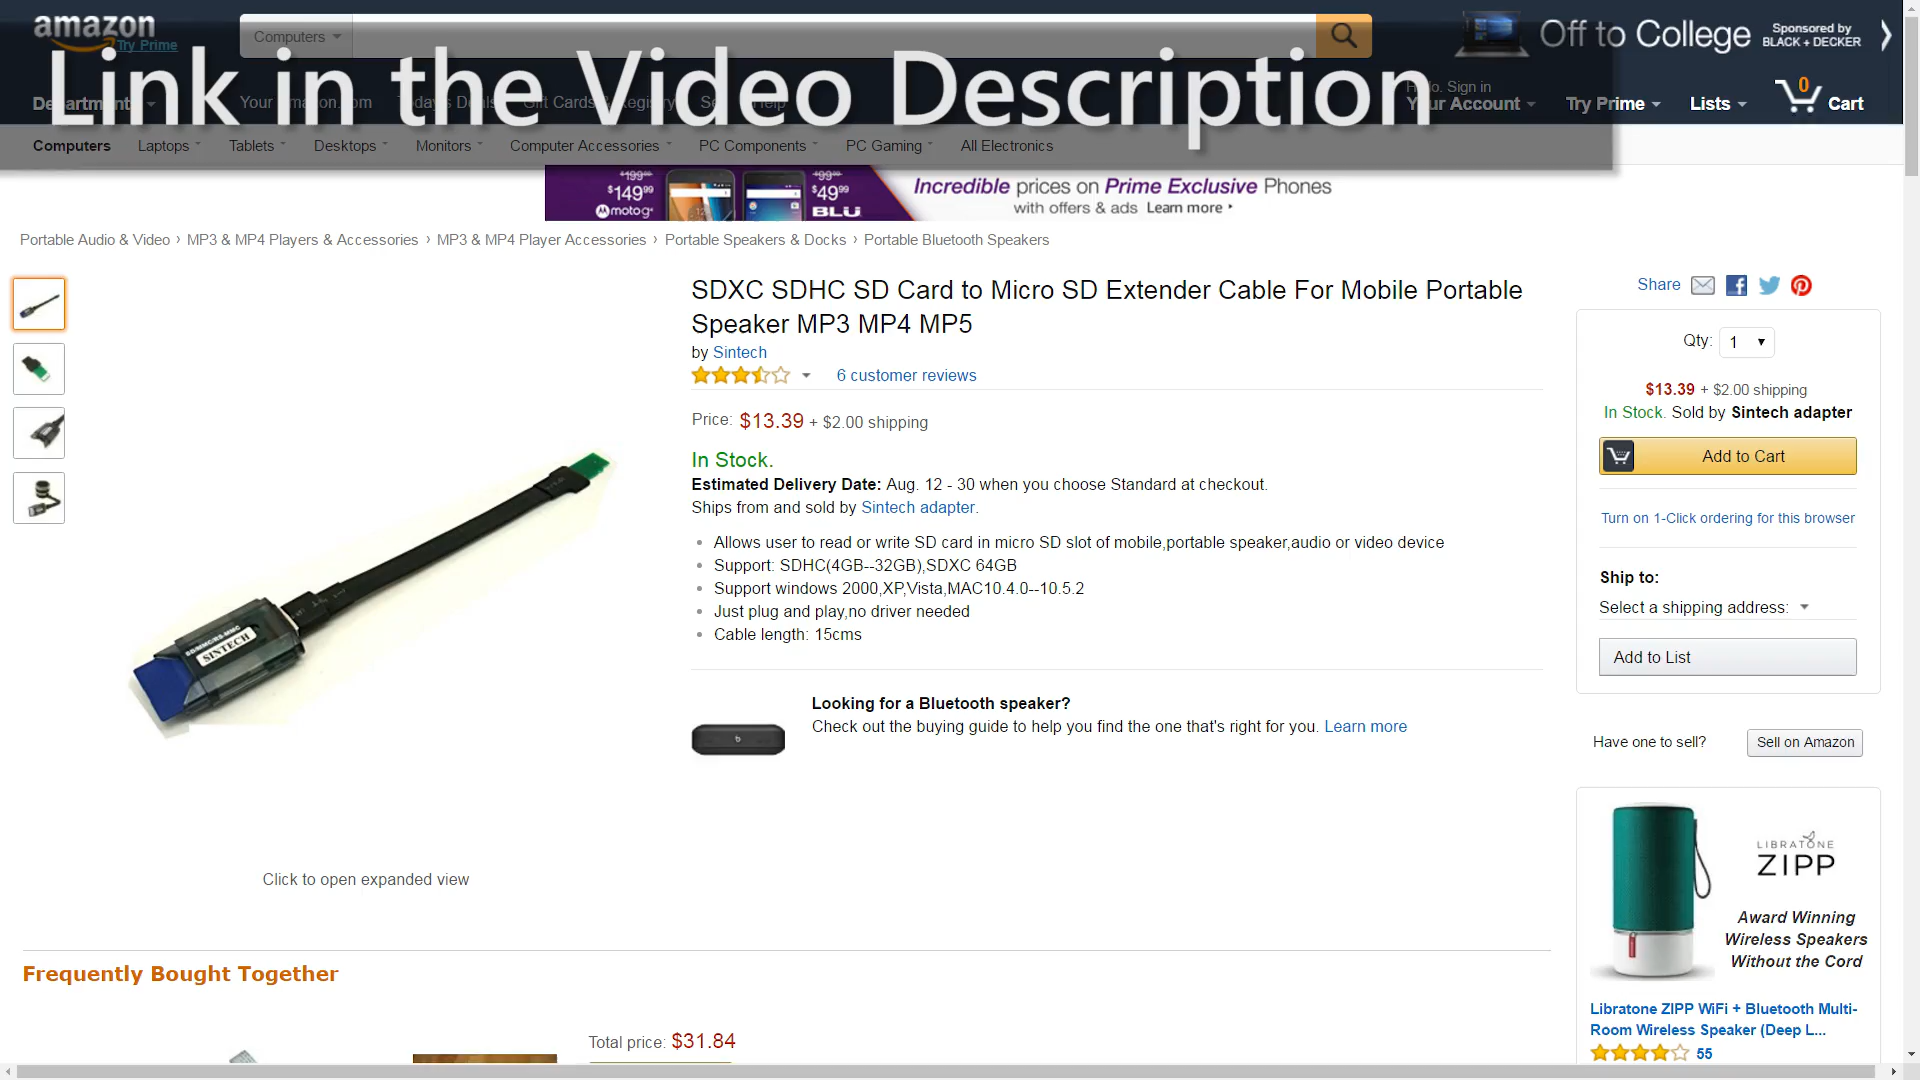 amazon
Try Prime
Computers
Off to College
Sponsored by
BLACK + DECKER
Link in the Video Description
Hello. Sign in
Your Account
Try Prime
Lists
0
Cart
Computers
Laptops
Tablets
Desktops
Monitors
Computer Accessories
PC Components
PC Gaming
All Electronics
$149.99
moto g
$49.99
BLU
Incredible prices on Prime Exclusive Phones
with offers & ads Learn more
Portable Audio & Video › MP3 & MP4 Players & Accessories › MP3 & MP4 Player Accessories › Portable Speakers & Docks › Portable Bluetooth Speakers
SDXC SDHC SD Card to Micro SD Extender Cable For Mobile Portable
Speaker MP3 MP4 MP5
by Sintech
6 customer reviews
Price: $13.39 + $2.00 shipping
In Stock.
Estimated Delivery Date: Aug. 12 - 30 when you choose Standard at checkout.
Ships from and sold by Sintech adapter.
Allows user to read or write SD card in micro SD slot of mobile,portable speaker,audio or video device
Support: SDHC(4GB--32GB),SDXC 64GB
Support windows 2000,XP,Vista,MAC10.4.0--10.5.2
Just plug and play,no driver needed
Cable length: 15cms
SD/MMC/RS-MMC
SINTECH
Looking for a Bluetooth speaker?
Check out the buying guide to help you find the one that's right for you. Learn more
Click to open expanded view
Share
Qty: 1
$13.39 + $2.00 shipping
In Stock. Sold by Sintech adapter
Add to Cart
Turn on 1-Click ordering for this browser
Ship to:
Select a shipping address:
Add to List
Have one to sell?
Sell on Amazon
LIBRATONE
ZIPP
Award Winning
Wireless Speakers
Without the Cord
Libratone ZIPP WiFi + Bluetooth Multi-
Room Wireless Speaker (Deep L...
55
Frequently Bought Together
Total price: $31.84